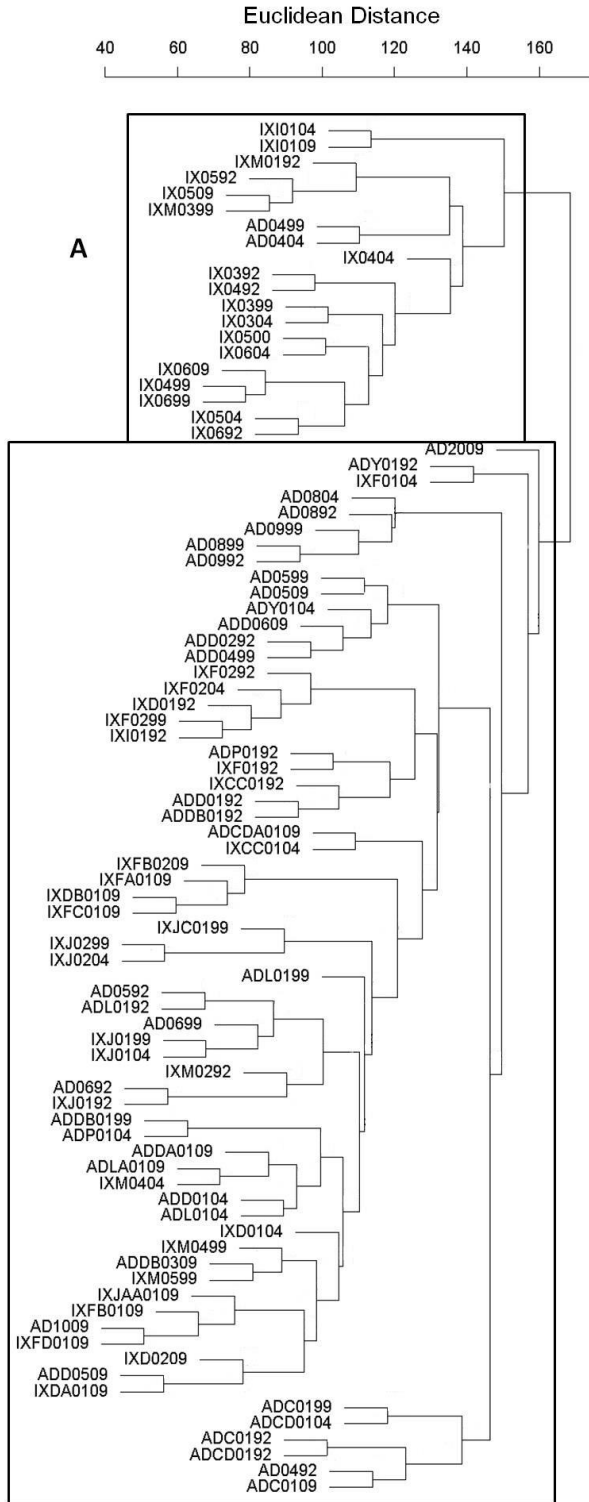 Euclidean Distance
40 60 80 100 120 140 160
IXI0104
IXI0109
IXM0192
IX0592
IX0509
IXM0399
AD0499
A
AD0404
IX0404
IX0392
IX0492
IX0399
IX0304
IX0500
IX0604
IX0609
IX0499
IX0699
IX0504
IX0692
AD2009
ADY0192
IXF0104
AD0804
AD0892
AD0999
AD0899
AD0992
AD0599
AD0509
ADY0104
ADD0609
ADD0292
ADD0499
IXF0292
IXF0204
IXD0192
IXF0299
IXI0192
ADP0192
IXF0192
IXCC0192
ADD0192
ADDB0192
ADCDA0109
IXCC0104
IXFB0209
IXFA0109
IXDB0109
IXFC0109
IXJC0199
IXJ0299
IXJ0204
ADL0199
AD0592
ADL0192
AD0699
IXJ0199
IXJ0104
IXM0292
AD0692
IXJ0192
ADDB0199
ADP0104
ADDA0109
ADLA0109
IXM0404
ADD0104
ADL0104
IXD0104
IXM0499
ADDB0309
IXM0599
IXJAA0109
IXFB0109
AD1009
IXFD0109
IXD0209
ADD0509
IXDA0109
ADC0199
ADCD0104
ADC0192
ADCD0192
AD0492
ADC0109